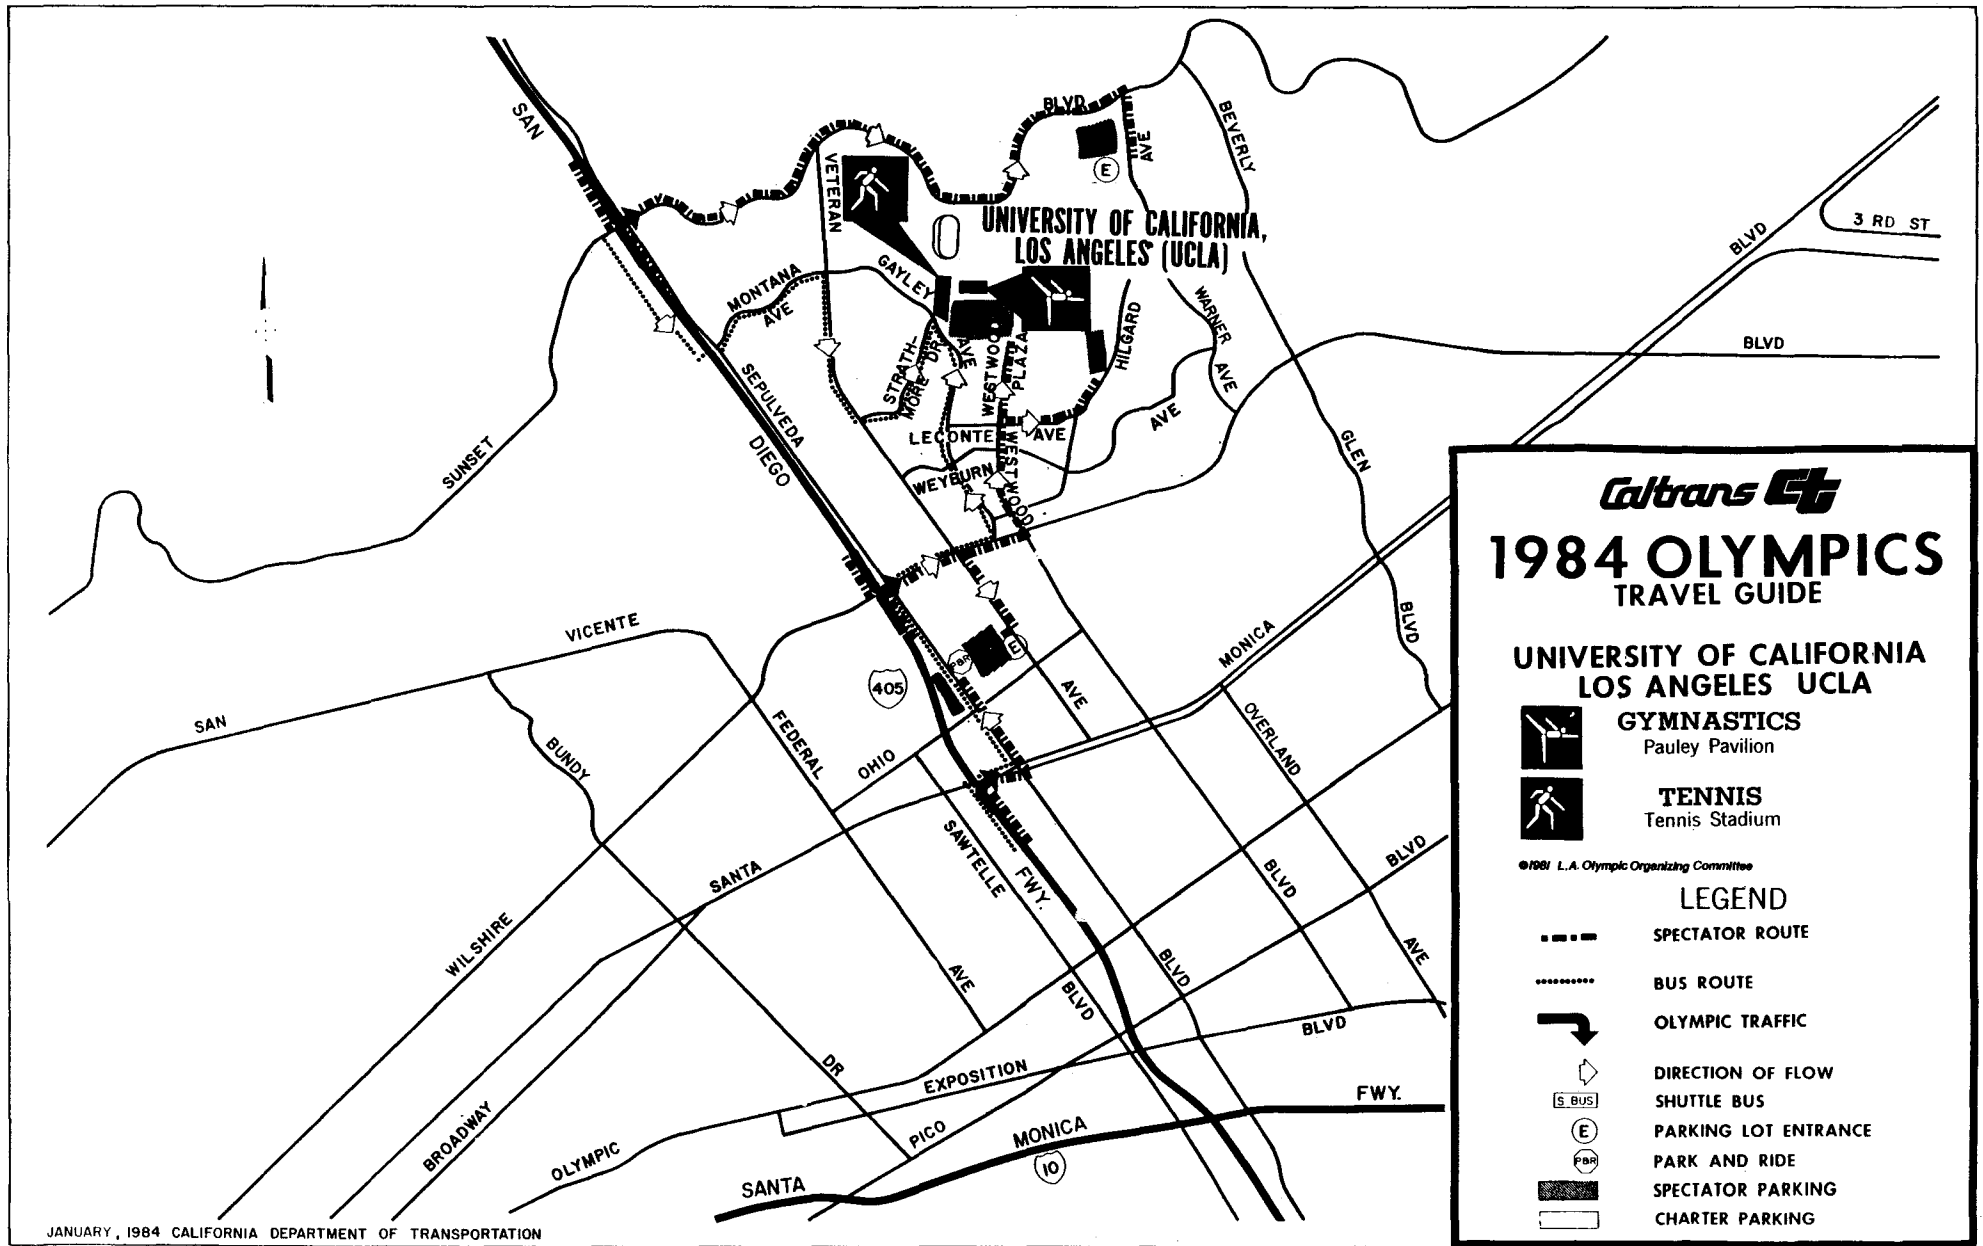 SAN
BLVD
BEVERLY
AVE
E
VETERAN
UNIVERSITY OF CALIFORNIA,
LOS ANGELES (UCLA)
BLVD
3 RD ST
GAYLEY
MONTANA
AVE
WARNER
AVE
HILGARD
BLVD
STRATH-
MORE DR
AVE
WESTWOOD
PLAZA
SEPULVEDA
DIEGO
LECONTE AVE
AVE
GLEN
SUNSET
WEYBURN
WESTWOOD
VICENTE
BLVD
MONICA
E
P&R
405
AVE
SAN
FEDERAL
BUNDY
OHIO
OVERLAND
SANTA
SAWTELLE
FWY.
BLVD
BLVD
WILSHIRE
AVE
BLVD
BLVD
AVE
BLVD
DR
EXPOSITION
FWY.
BROADWAY
OLYMPIC
PICO
MONICA
10
SANTA
JANUARY, 1984 CALIFORNIA DEPARTMENT OF TRANSPORTATION
Caltrans CT
1984 OLYMPICS
TRAVEL GUIDE
UNIVERSITY OF CALIFORNIA
LOS ANGELES UCLA
GYMNASTICS
Pauley Pavilion
TENNIS
Tennis Stadium
©1981 L.A. Olympic Organizing Committee
LEGEND
SPECTATOR ROUTE
BUS ROUTE
OLYMPIC TRAFFIC
DIRECTION OF FLOW
S BUS SHUTTLE BUS
E PARKING LOT ENTRANCE
P&R PARK AND RIDE
SPECTATOR PARKING
CHARTER PARKING